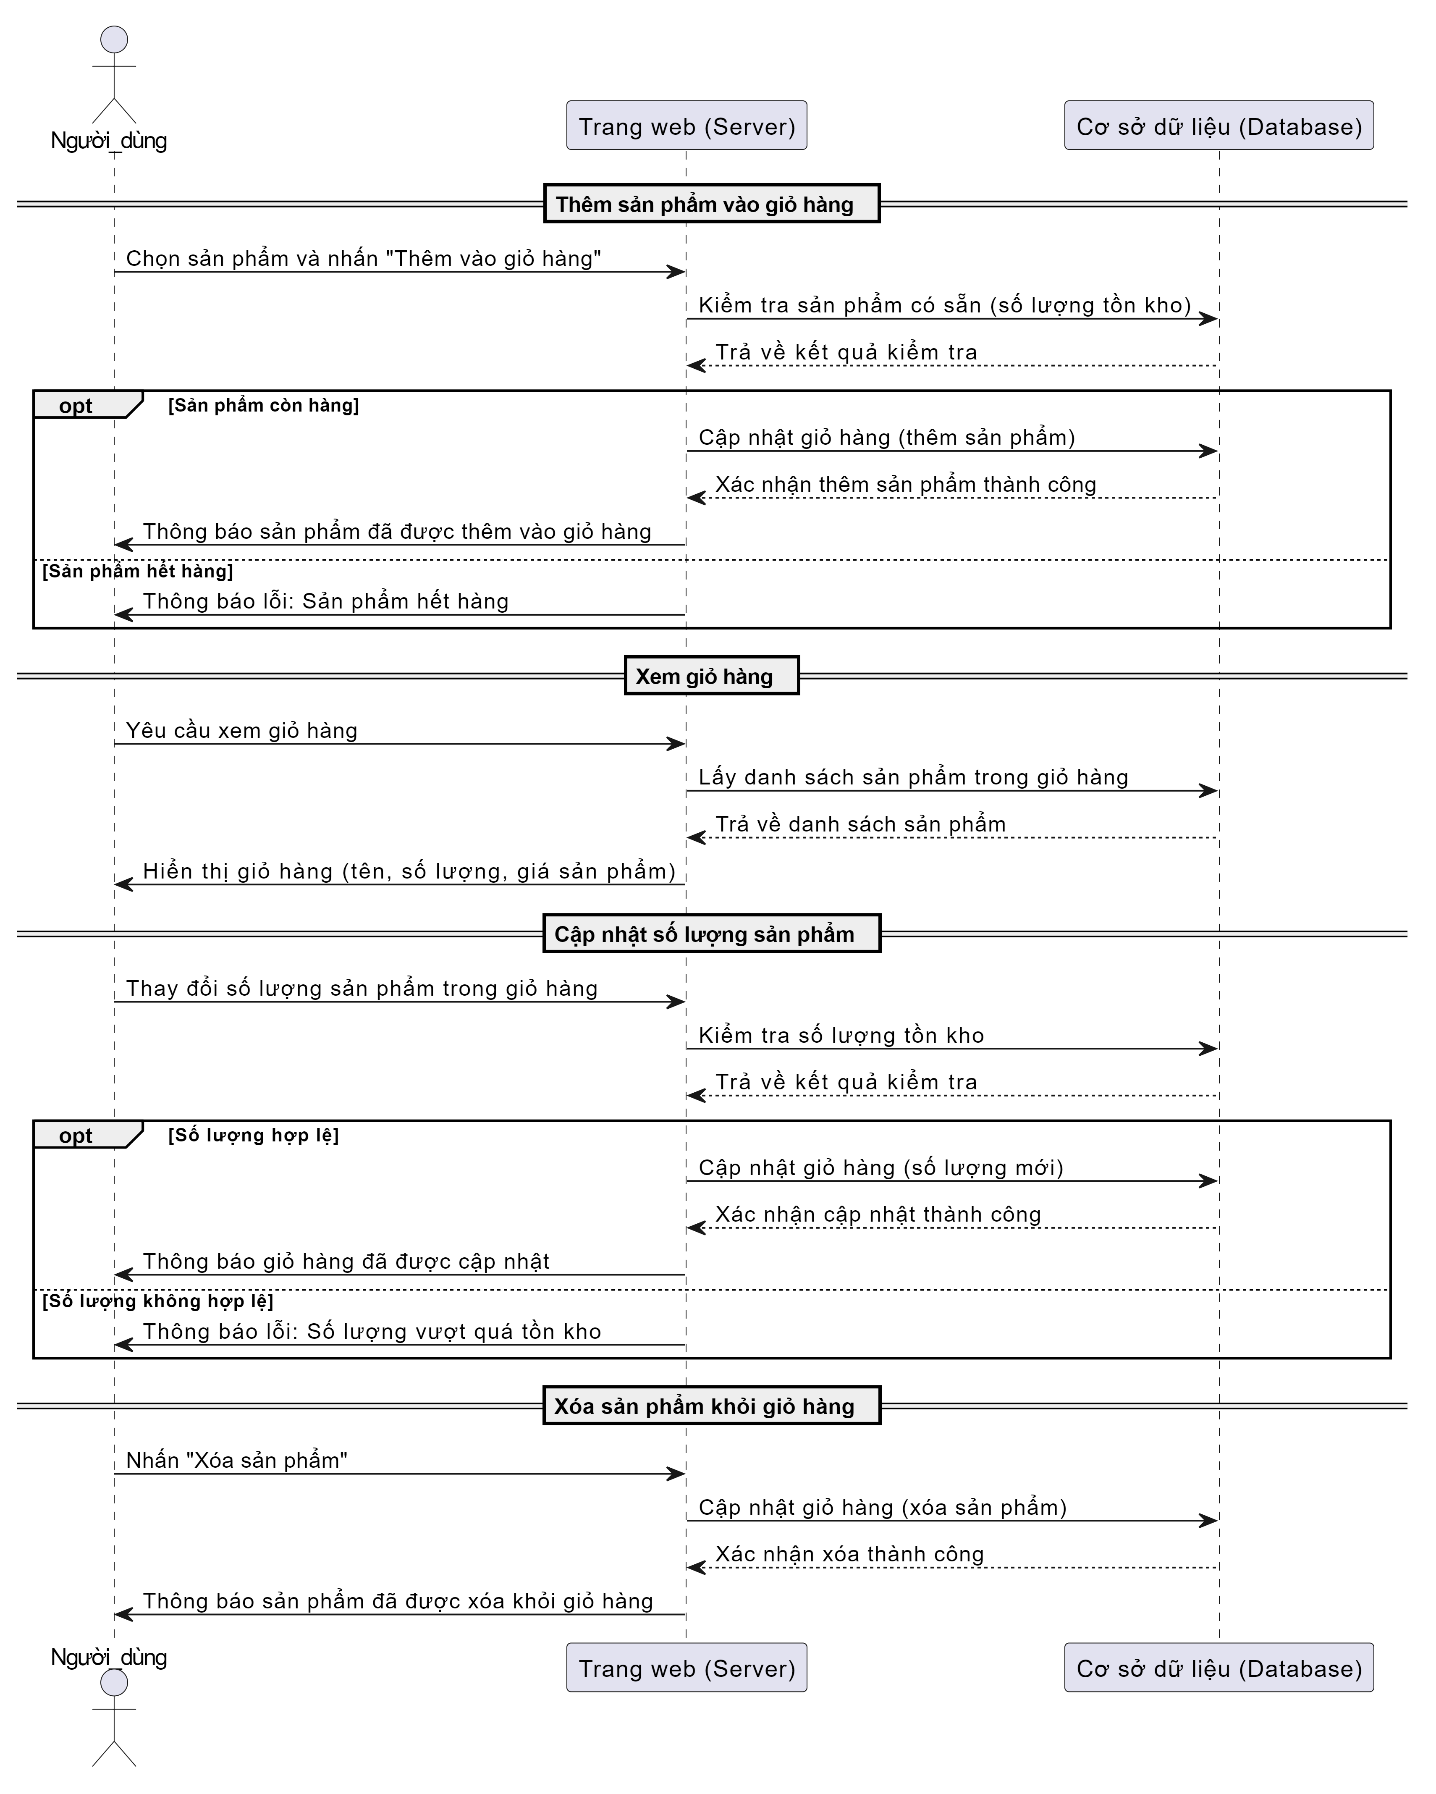 Người_dùng
Trang web (Server)
Cơ sở dữ liệu (Database)
Thêm sản phẩm vào giỏ hàng
Chọn sản phẩm và nhấn "Thêm vào giỏ hàng"
Kiểm tra sản phẩm có sẵn (số lượng tồn kho)
Trả về kết quả kiểm tra
opt
[Sản phẩm còn hàng]
Cập nhật giỏ hàng (thêm sản phẩm)
Xác nhận thêm sản phẩm thành công
Thông báo sản phẩm đã được thêm vào giỏ hàng
[Sản phẩm hết hàng]
Thông báo lỗi: Sản phẩm hết hàng
Xem giỏ hàng
Yêu cầu xem giỏ hàng
Lấy danh sách sản phẩm trong giỏ hàng
Trả về danh sách sản phẩm
Hiển thị giỏ hàng (tên, số lượng, giá sản phẩm)
Cập nhật số lượng sản phẩm
Thay đổi số lượng sản phẩm trong giỏ hàng
Kiểm tra số lượng tồn kho
Trả về kết quả kiểm tra
opt
[Số lượng hợp lệ]
Cập nhật giỏ hàng (số lượng mới)
Xác nhận cập nhật thành công
Thông báo giỏ hàng đã được cập nhật
[Số lượng không hợp lệ]
Thông báo lỗi: Số lượng vượt quá tồn kho
Xóa sản phẩm khỏi giỏ hàng
Nhấn "Xóa sản phẩm"
Cập nhật giỏ hàng (xóa sản phẩm)
Xác nhận xóa thành công
Thông báo sản phẩm đã được xóa khỏi giỏ hàng
Người_dùng
Trang web (Server)
Cơ sở dữ liệu (Database)